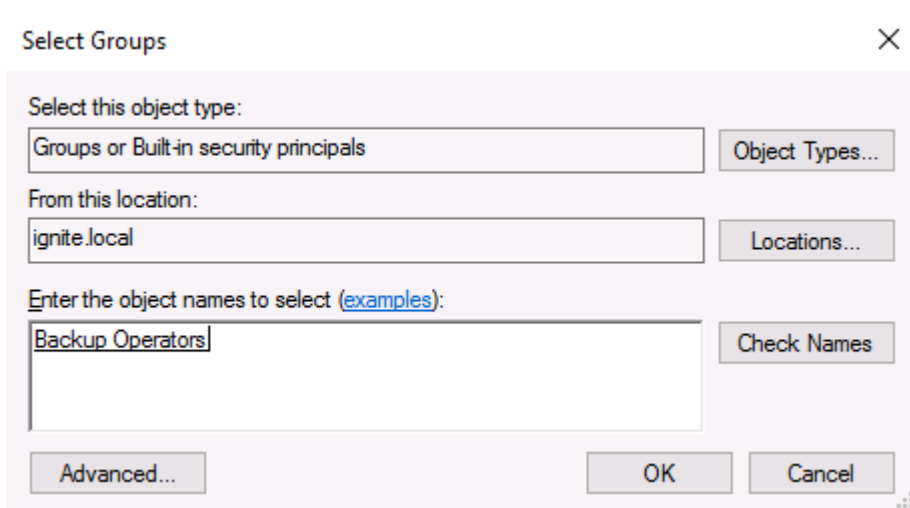 Select Groups
Select this object type:
Groups or Built-in security principals
Object Types...
From this location:
ignite.local
Locations...
Enter the object names to select (examples):
Backup Operators
Check Names
Advanced...
OK
Cancel